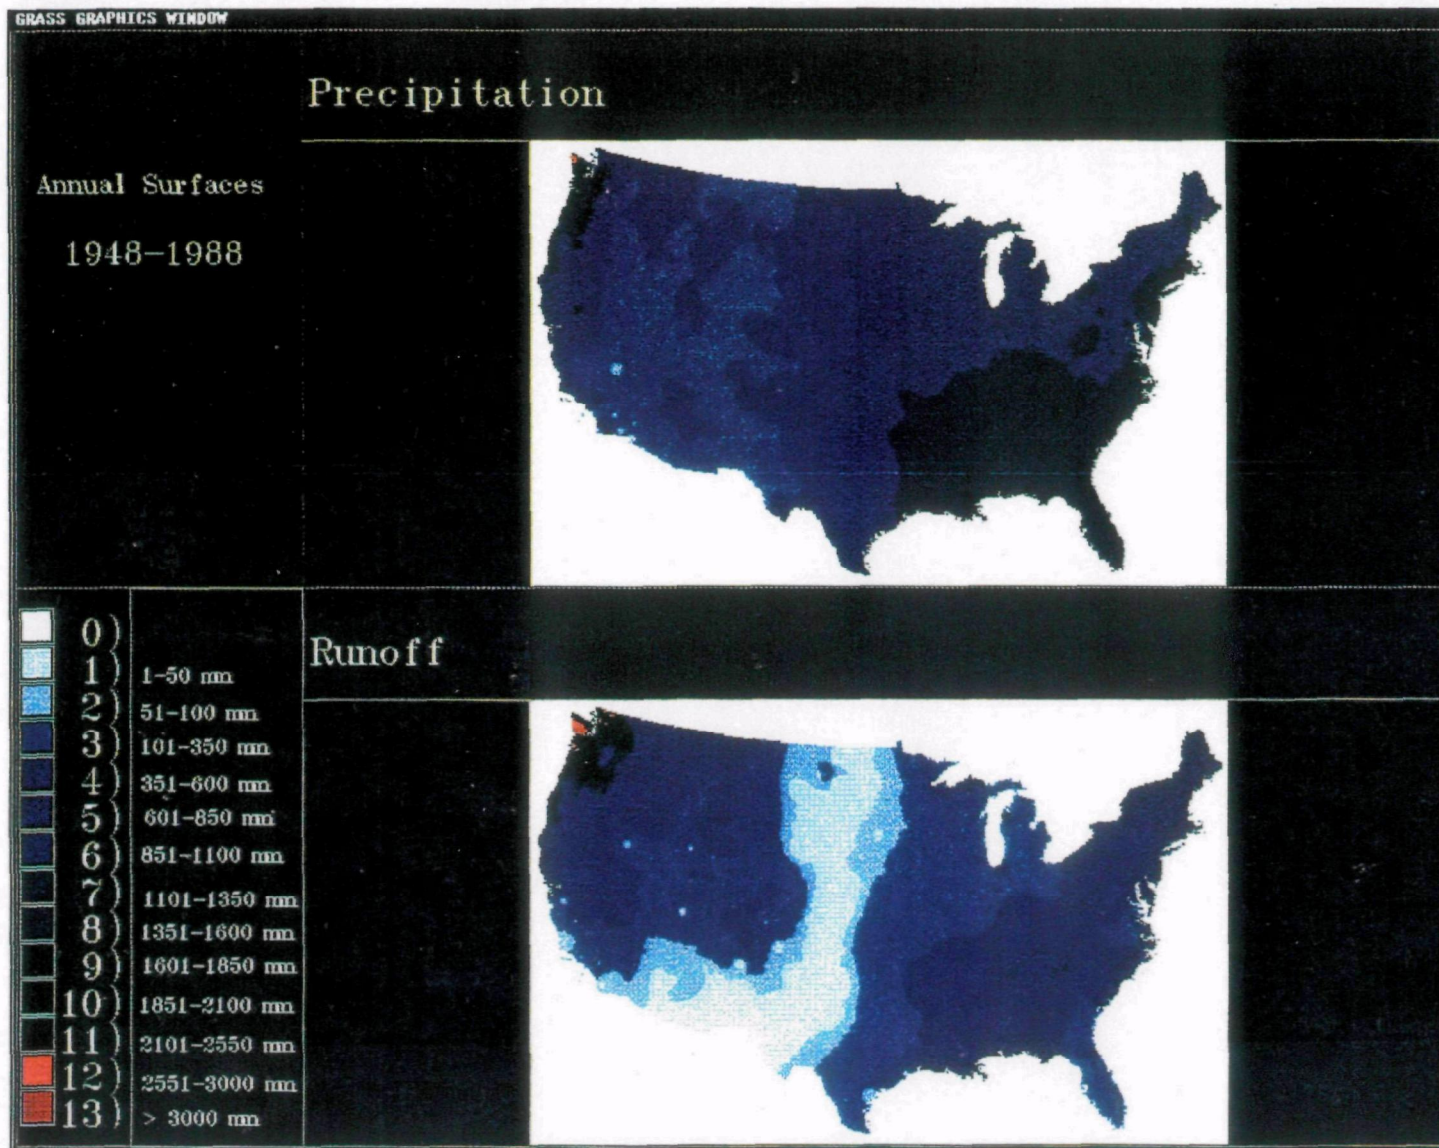 GRASS GRAPHICS WINDOW
Precipitation
Annual Surfaces
1948-1988
Runoff
0)
1) 1-50 mm
2) 51-100 mm
3) 101-350 mm
4) 351-600 mm
5) 601-850 mm
6) 851-1100 mm
7) 1101-1350 mm
8) 1351-1600 mm
9) 1601-1850 mm
10) 1851-2100 mm
11) 2101-2550 mm
12) 2551-3000 mm
13) > 3000 mm